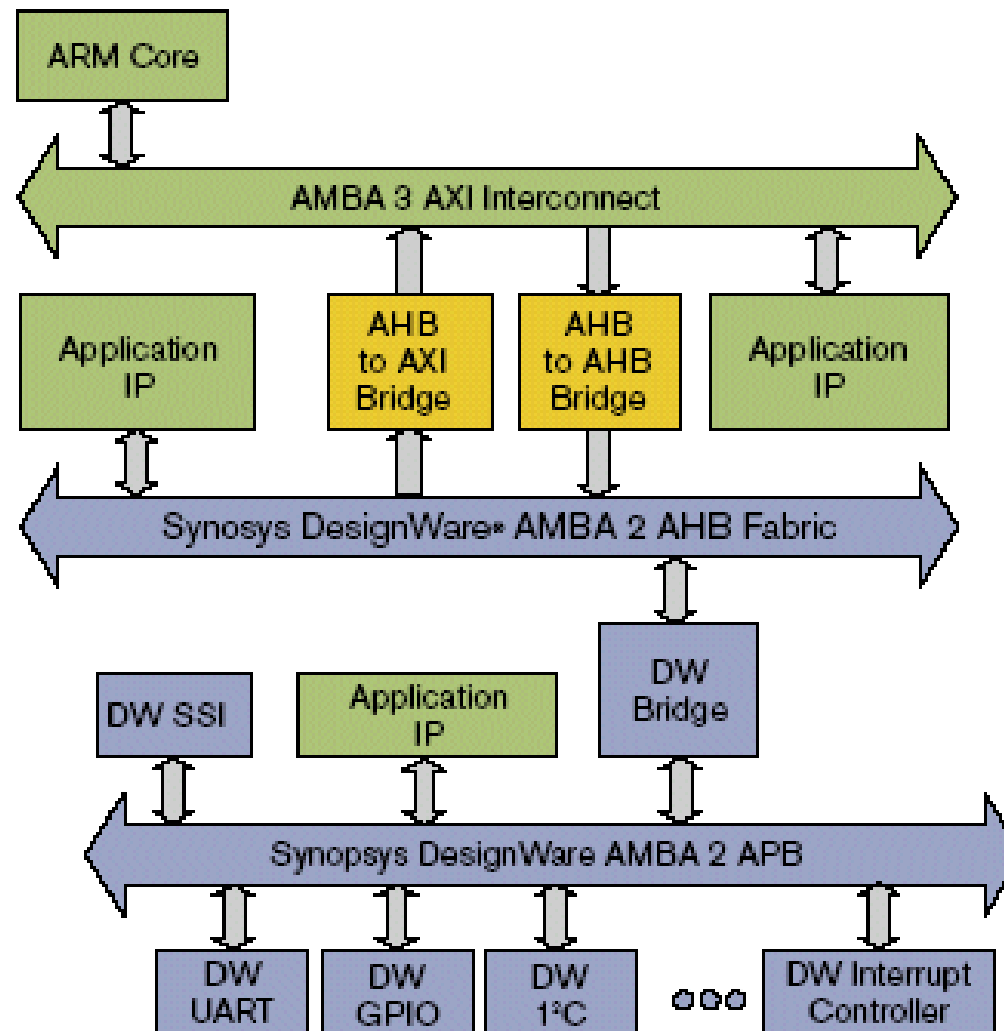 ARM Core
AMBA 3 AXI Interconnect
Application
IP
AHB
to AXI
Bridge
AHB
to AHB
Bridge
Application
IP
Synosys DesignWare® AMBA 2 AHB Fabric
DW SSI
Application
IP
DW
Bridge
Synopsys DesignWare AMBA 2 APB
DW
UART
DW
GPIO
DW
1²C
DW Interrupt
Controller